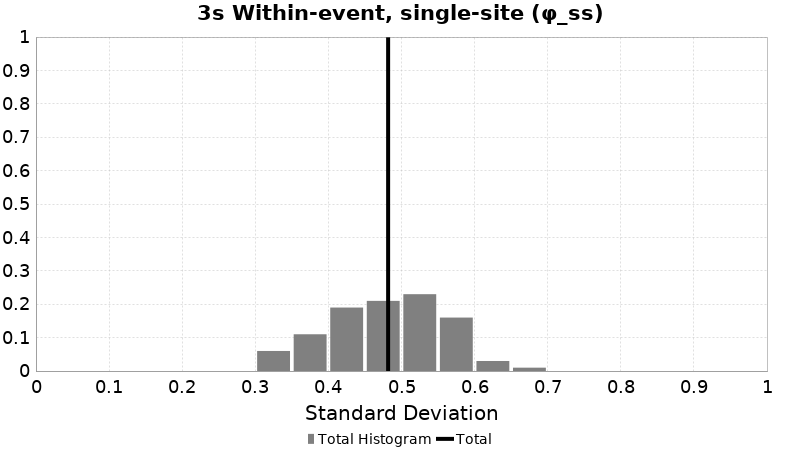 3s Within-event, single-site (φ_ss)
1
0.9
0.8
0.7
0.6
0.5
0.4
0.3
0.2
0.1
0
0 0.1 0.2 0.3 0.4 0.5 0.6 0.7 0.8 0.9 1
Standard Deviation
Total Histogram Total